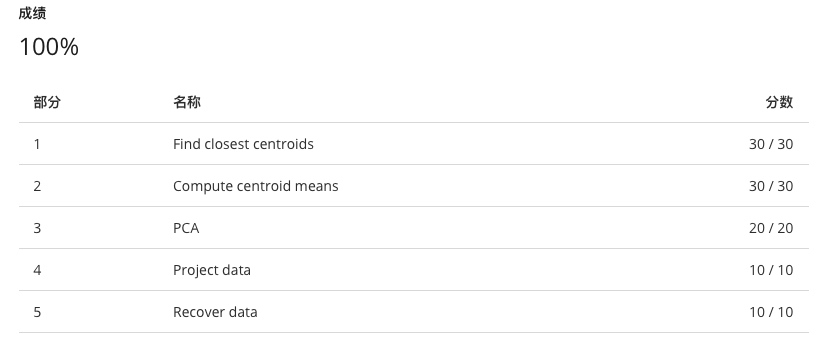 成绩
100%
部分 名称 分数
1 Find closest centroids 30 / 30
2 Compute centroid means 30 / 30
3 PCA 20 / 20
4 Project data 10 / 10
5 Recover data 10 / 10